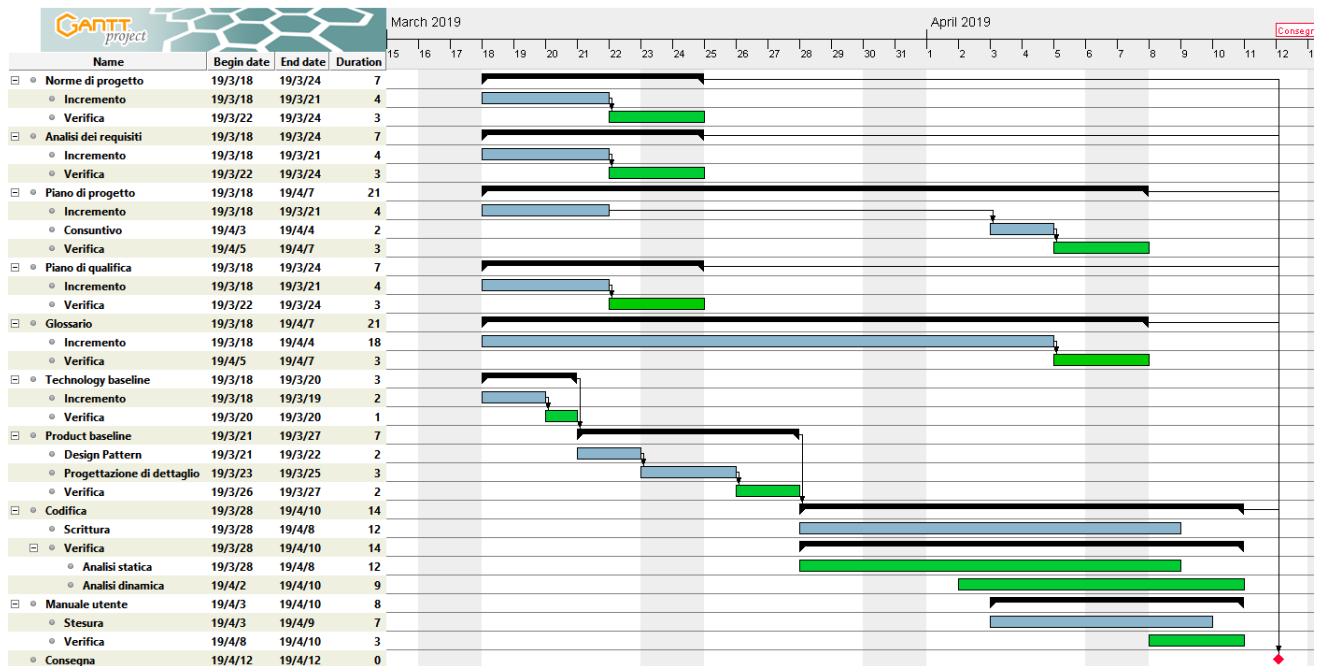 GANTT
project
March 2019
April 2019
Consegn
Name Begin date End date Duration
15 16 17 18 19 20 21 22 23 24 25 26 27 28 29 30 31 1 2 3 4 5 6 7 8 9 10 11 12 1
Norme di progetto 19/3/18 19/3/24 7
Incremento 19/3/18 19/3/21 4
Verifica 19/3/22 19/3/24 3
Analisi dei requisiti 19/3/18 19/3/24 7
Incremento 19/3/18 19/3/21 4
Verifica 19/3/22 19/3/24 3
Piano di progetto 19/3/18 19/4/7 21
Incremento 19/3/18 19/3/21 4
Consuntivo 19/4/3 19/4/4 2
Verifica 19/4/5 19/4/7 3
Piano di qualifica 19/3/18 19/3/24 7
Incremento 19/3/18 19/3/21 4
Verifica 19/3/22 19/3/24 3
Glossario 19/3/18 19/4/7 21
Incremento 19/3/18 19/4/4 18
Verifica 19/4/5 19/4/7 3
Technology baseline 19/3/18 19/3/20 3
Incremento 19/3/18 19/3/19 2
Verifica 19/3/20 19/3/20 1
Product baseline 19/3/21 19/3/27 7
Design Pattern 19/3/21 19/3/22 2
Progettazione di dettaglio 19/3/23 19/3/25 3
Verifica 19/3/26 19/3/27 2
Codifica 19/3/28 19/4/10 14
Scrittura 19/3/28 19/4/8 12
Verifica 19/3/28 19/4/10 14
Analisi statica 19/3/28 19/4/8 12
Analisi dinamica 19/4/2 19/4/10 9
Manuale utente 19/4/3 19/4/10 8
Stesura 19/4/3 19/4/9 7
Verifica 19/4/8 19/4/10 3
Consegna 19/4/12 19/4/12 0